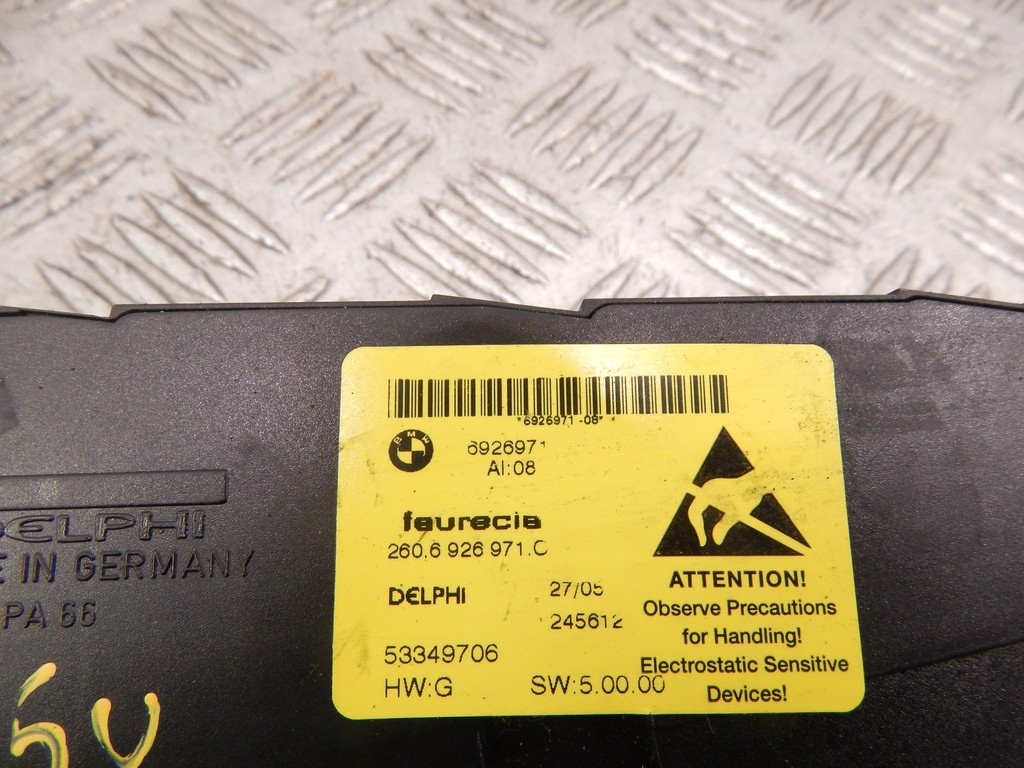 *6926971-08*
BMW
6926971
AI:08
faurecia
260.6 926 971.C
DELPHI
27/05
245612
53349706
HW:G
SW:5.00.00
ATTENTION!
Observe Precautions
for Handling!
Electrostatic Sensitive
Devices!
DELPHI
IN GERMANY
PA 66